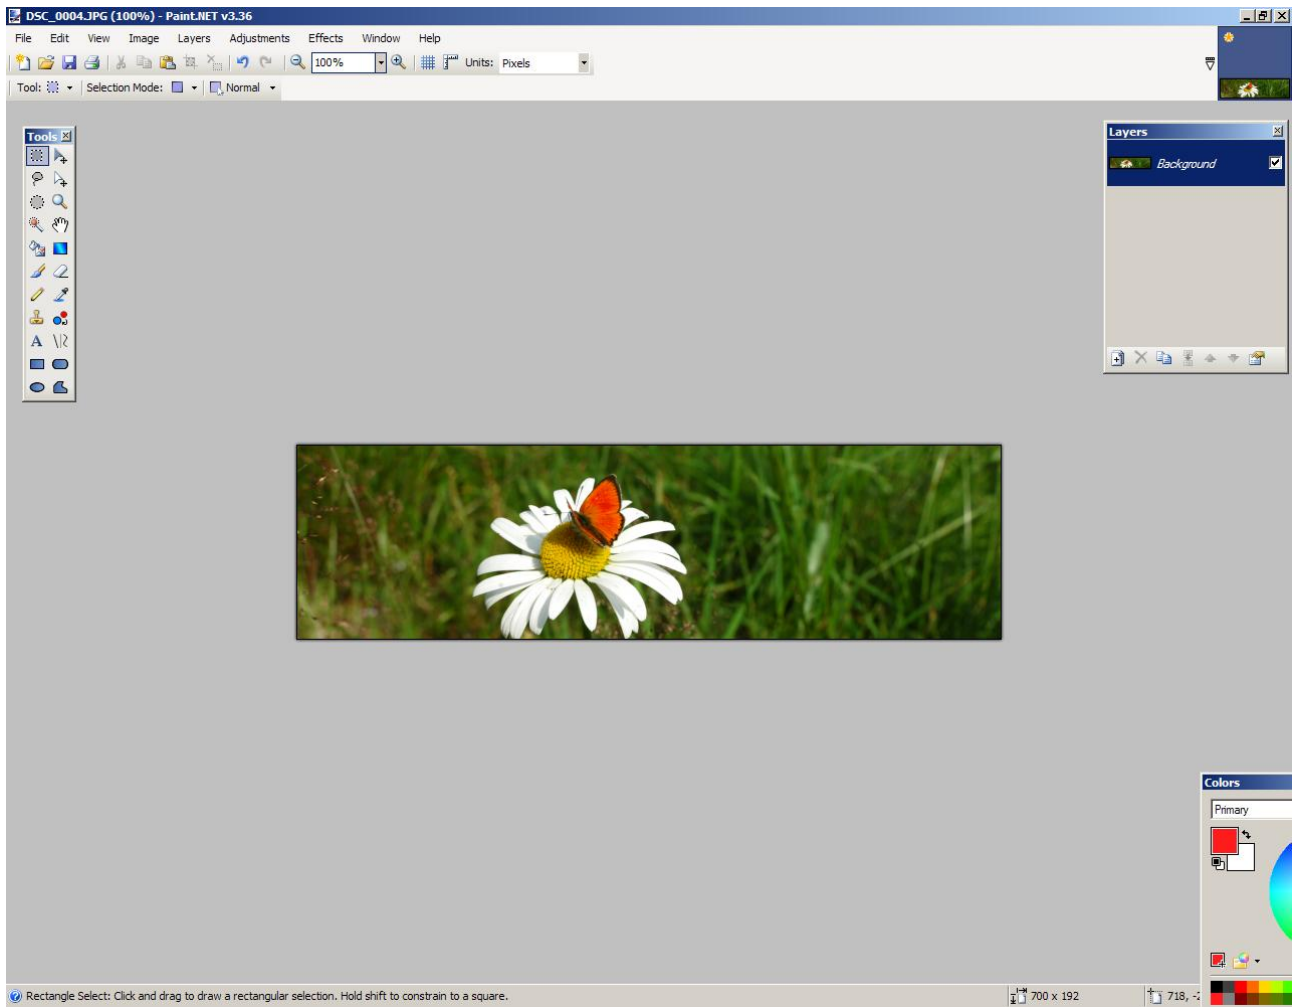 DSC_0004.JPG (100%) - Paint.NET v3.36
File Edit View Image Layers Adjustments Effects Window Help
100% Units: Pixels
Tool: Selection Mode: Normal
Tools
A
Layers
Background
Colors
Primary
Rectangle Select: Click and drag to draw a rectangular selection. Hold shift to constrain to a square.
700 x 192
718, -2